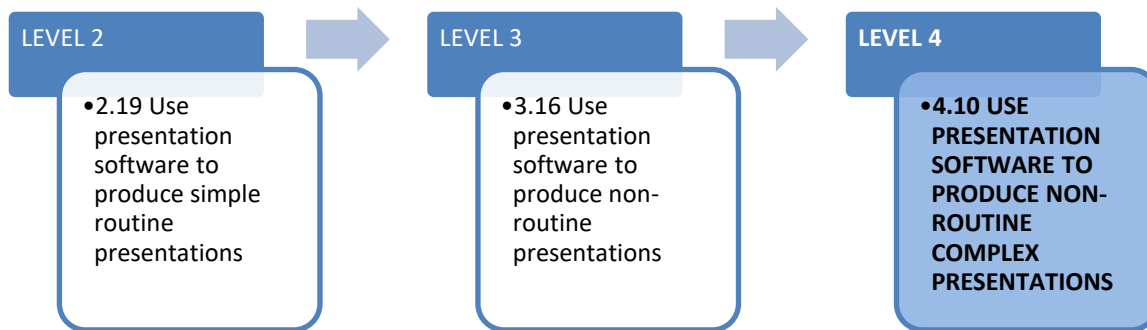 LEVEL 2
•2.19 Use
presentation
software to
produce simple
routine
presentations
LEVEL 3
•3.16 Use
presentation
software to
produce non-
routine
presentations
LEVEL 4
•4.10 USE
PRESENTATION
SOFTWARE TO
PRODUCE NON-
ROUTINE
COMPLEX
PRESENTATIONS